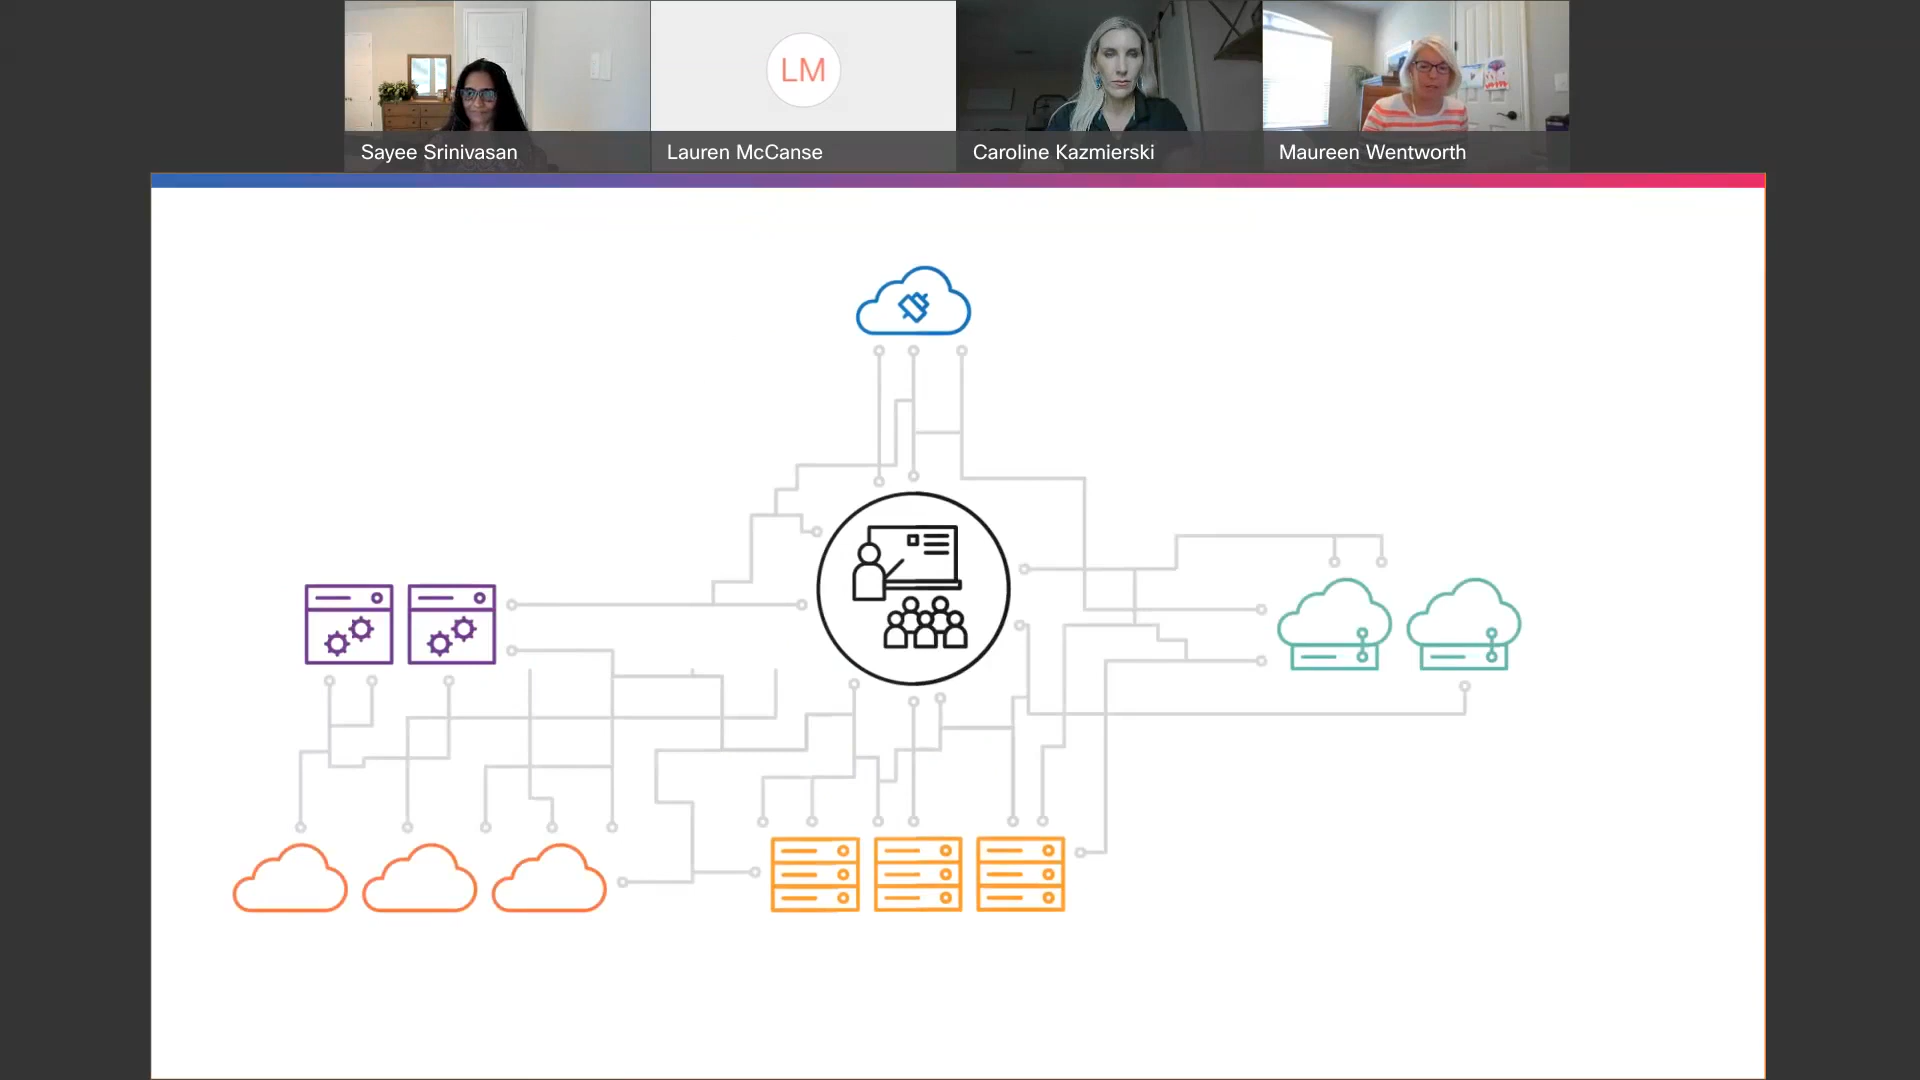 LM
Sayee Srinivasan
Lauren McCanse
Caroline Kazmierski
Maureen Wentworth